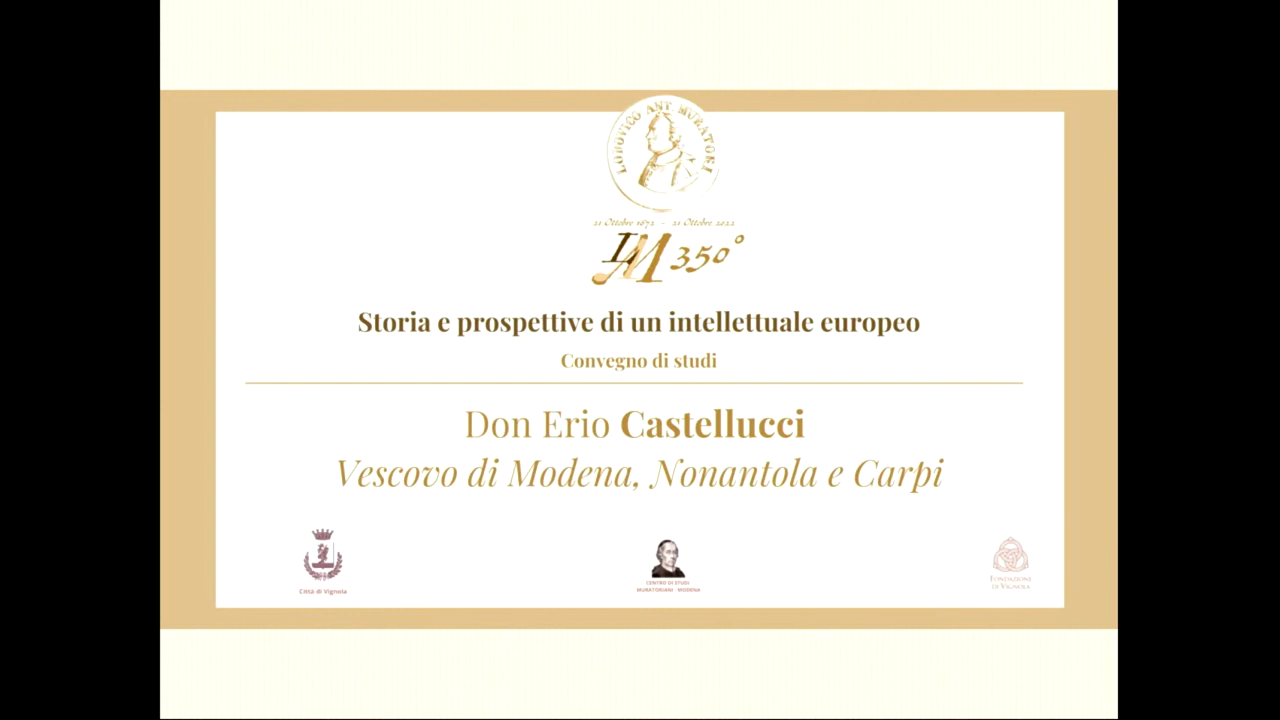 LODOVICO ANT MURATORI
21 Ottobre 1672 - 21 Ottobre 2022
LAM 350°
Storia e prospettive di un intellettuale europeo
Convegno di studi
Don Erio Castellucci
Vescovo di Modena, Nonantola e Carpi
Città di Vignola
CENTRO DI STUDI
MURATORIANI - MODENA
FONDAZIONE
DI VIGNOLA